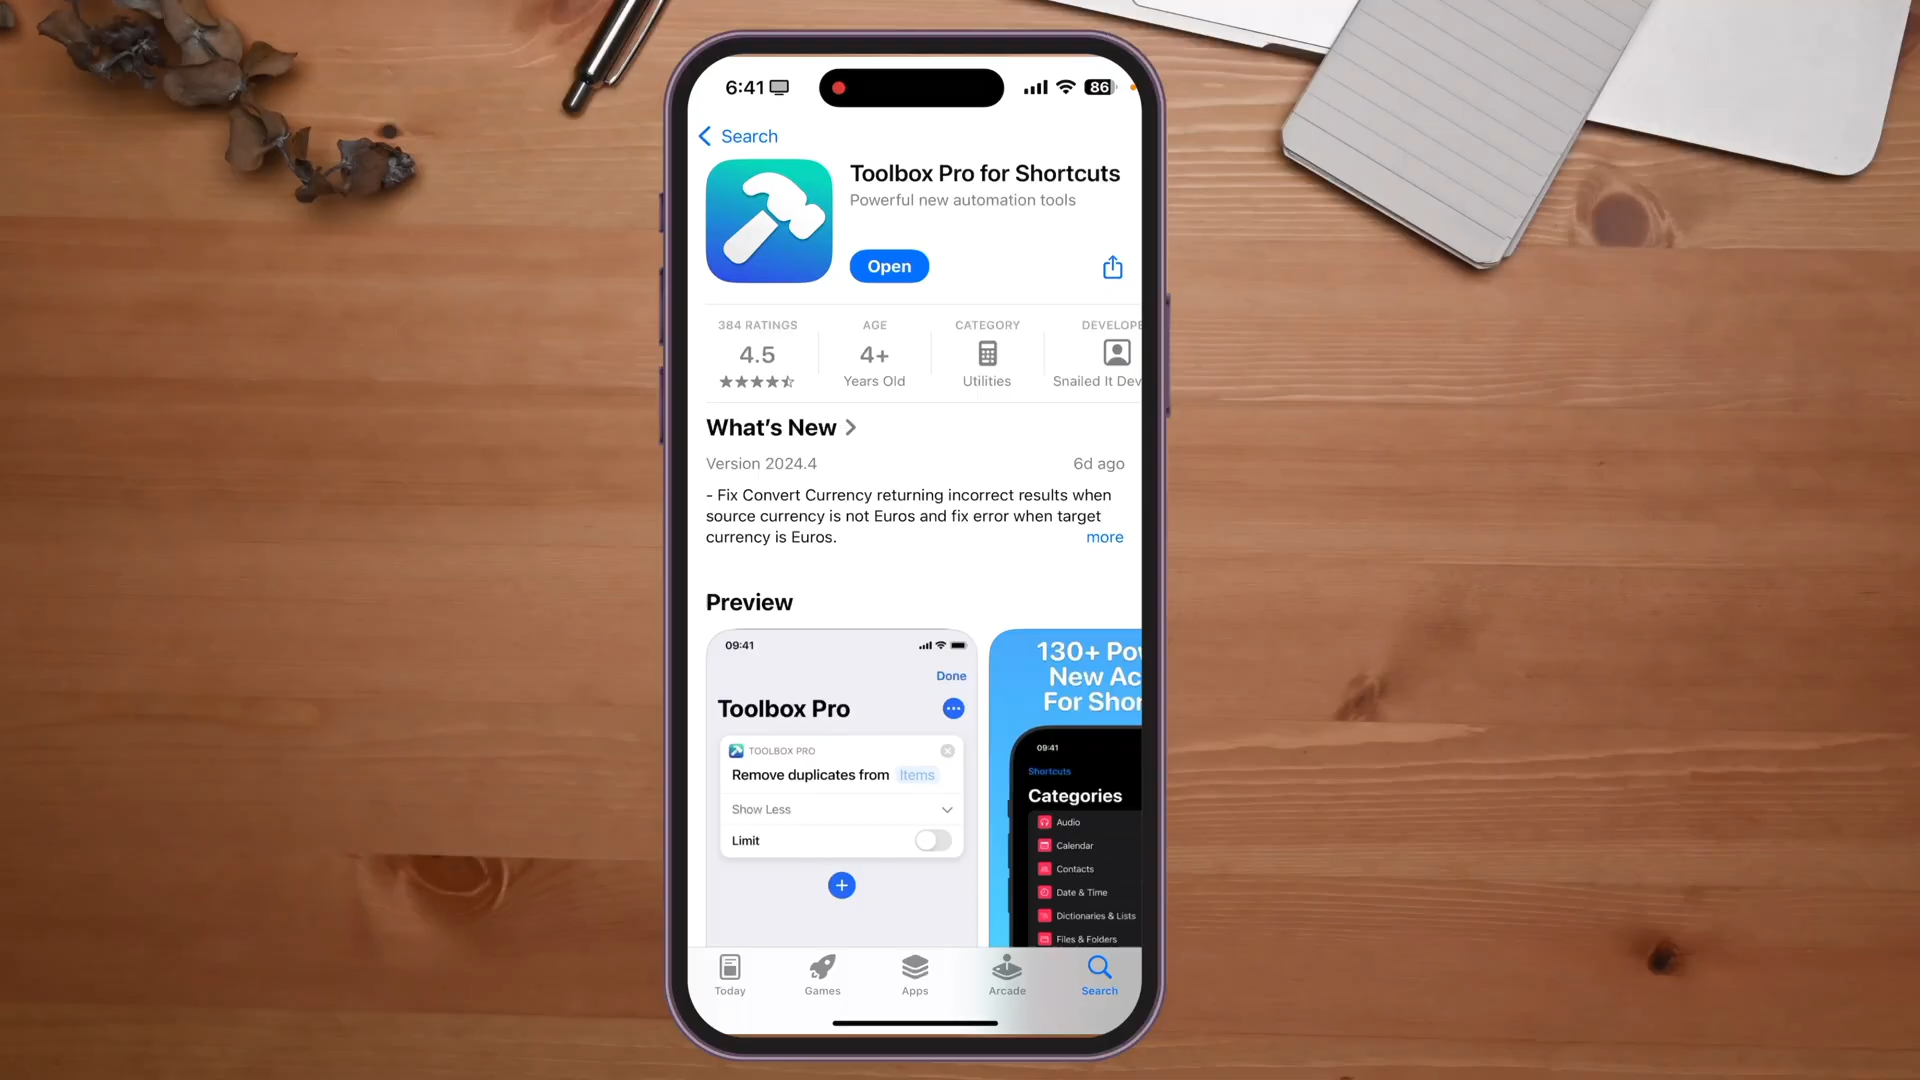 6:41
86
Search
Toolbox Pro for Shortcuts
Powerful new automation tools
Open
384 RATINGS
4.5
AGE
4+
Years Old
CATEGORY
Utilities
DEVELOPE
Snailed It Dev
What's New
Version 2024.4
6d ago
- Fix Convert Currency returning incorrect results when
source currency is not Euros and fix error when target
currency is Euros.
more
Preview
09:41
Done
Toolbox Pro
TOOLBOX PRO
Remove duplicates from Items
Show Less
Limit
130+ Po
New Ac
For Shor
09:41
Shortcuts
Categories
Audio
Calendar
Contacts
Date & Time
Dictionaries & Lists
Files & Folders
Today
Games
Apps
Arcade
Search